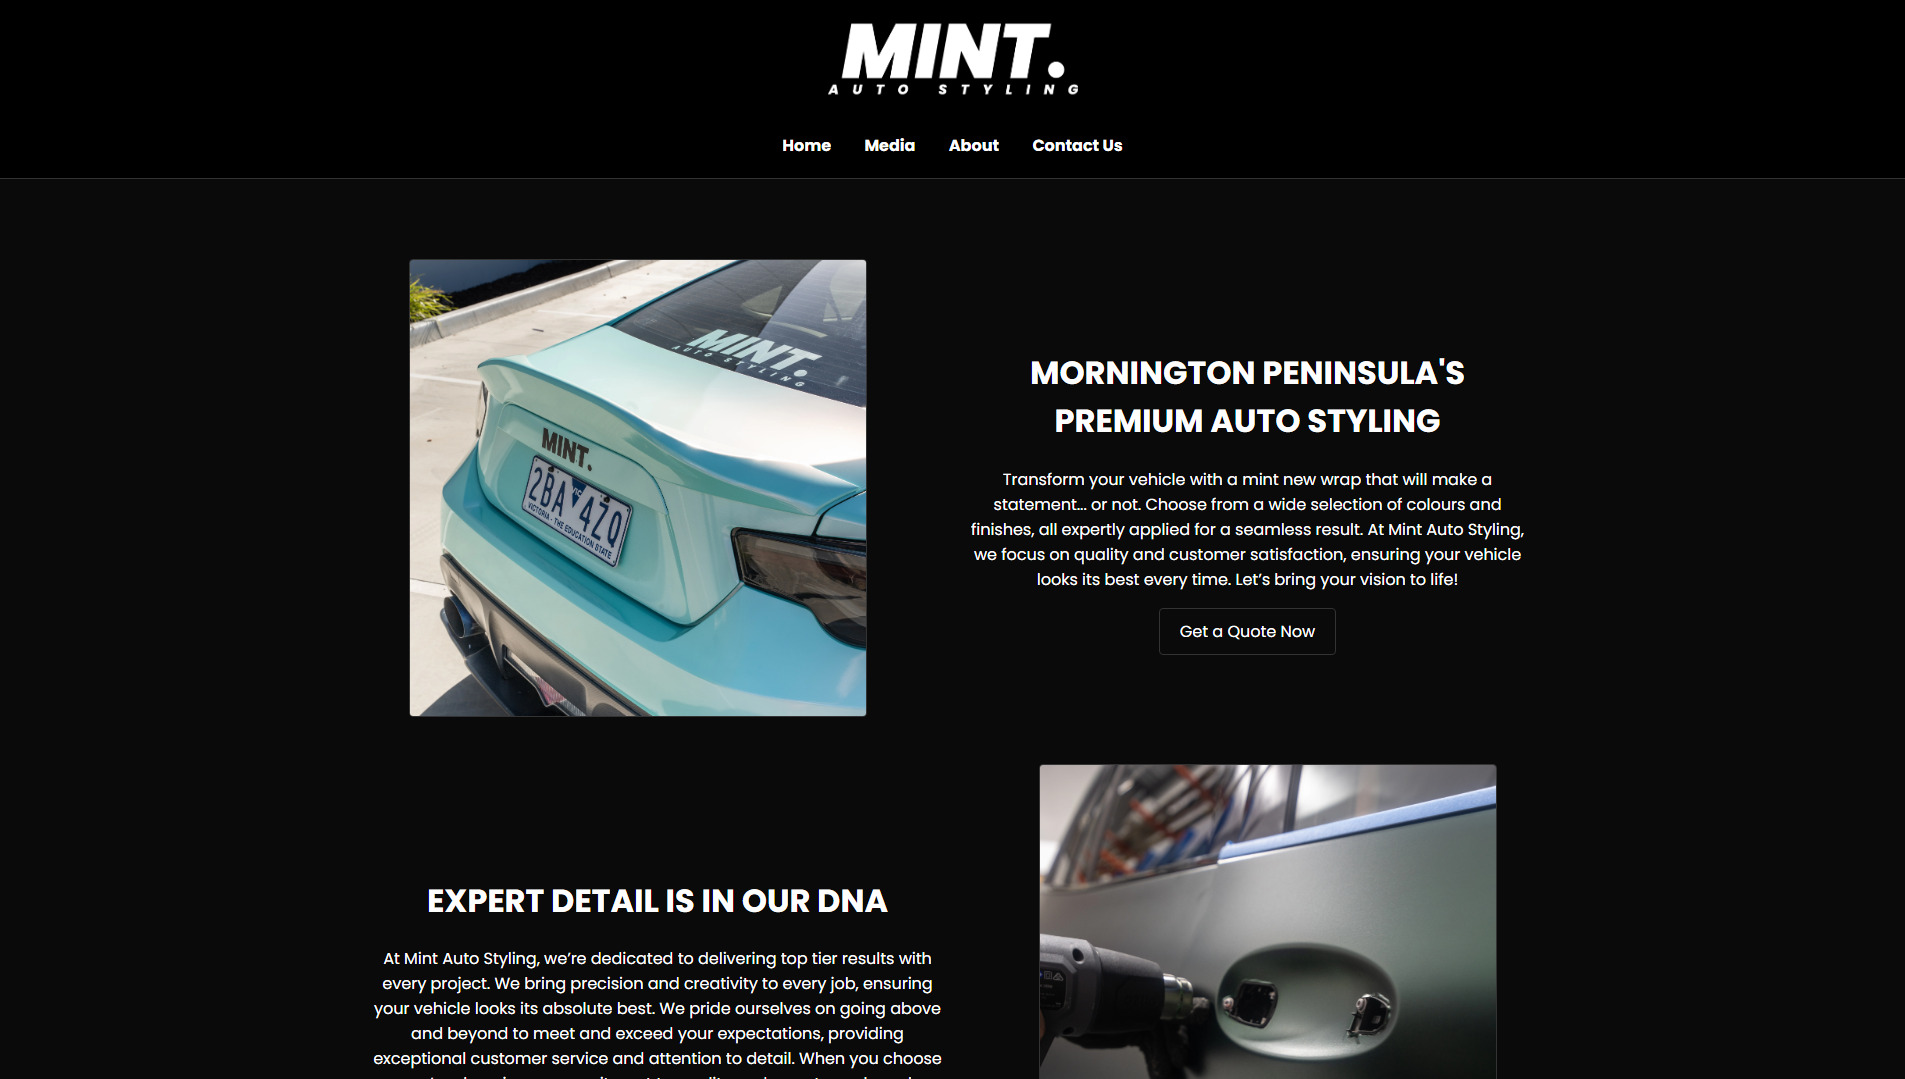 MINT.
AUTO STYLING
Home Media About Contact Us
MINT.
AUTO STYLING
MINT.
2BA 4ZQ
VIC
VICTORIA - THE EDUCATION STATE
MORNINGTON PENINSULA'S
PREMIUM AUTO STYLING
Transform your vehicle with a mint new wrap that will make a
statement... or not. Choose from a wide selection of colours and
finishes, all expertly applied for a seamless result. At Mint Auto Styling,
we focus on quality and customer satisfaction, ensuring your vehicle
looks its best every time. Let’s bring your vision to life!
Get a Quote Now
EXPERT DETAIL IS IN OUR DNA
At Mint Auto Styling, we’re dedicated to delivering top tier results with
every project. We bring precision and creativity to every job, ensuring
your vehicle looks its absolute best. We pride ourselves on going above
and beyond to meet and exceed your expectations, providing
exceptional customer service and attention to detail. When you choose